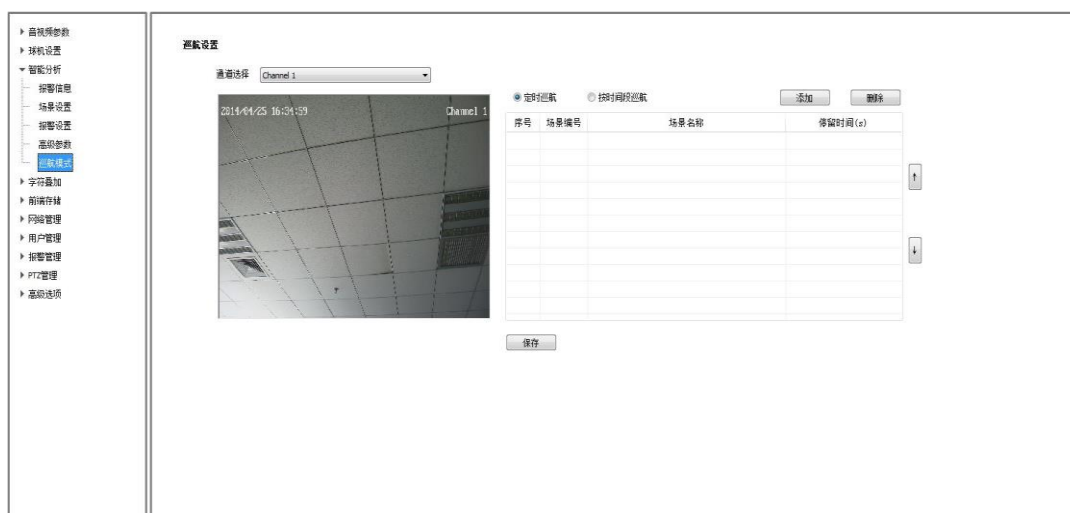 音视频参数
球机设置
智能分析
报警信息
场景设置
报警设置
高级参数
巡航模式
字符叠加
前端存储
网络管理
用户管理
报警管理
PTZ管理
高级选项
巡航设置
通道选择 Channel 1
2014/04/25 16:34:59 Channel 1
定时巡航 按时间段巡航 添加 删除
序号 场景编号 场景名称 停留时间(s)
↑
↓
保存